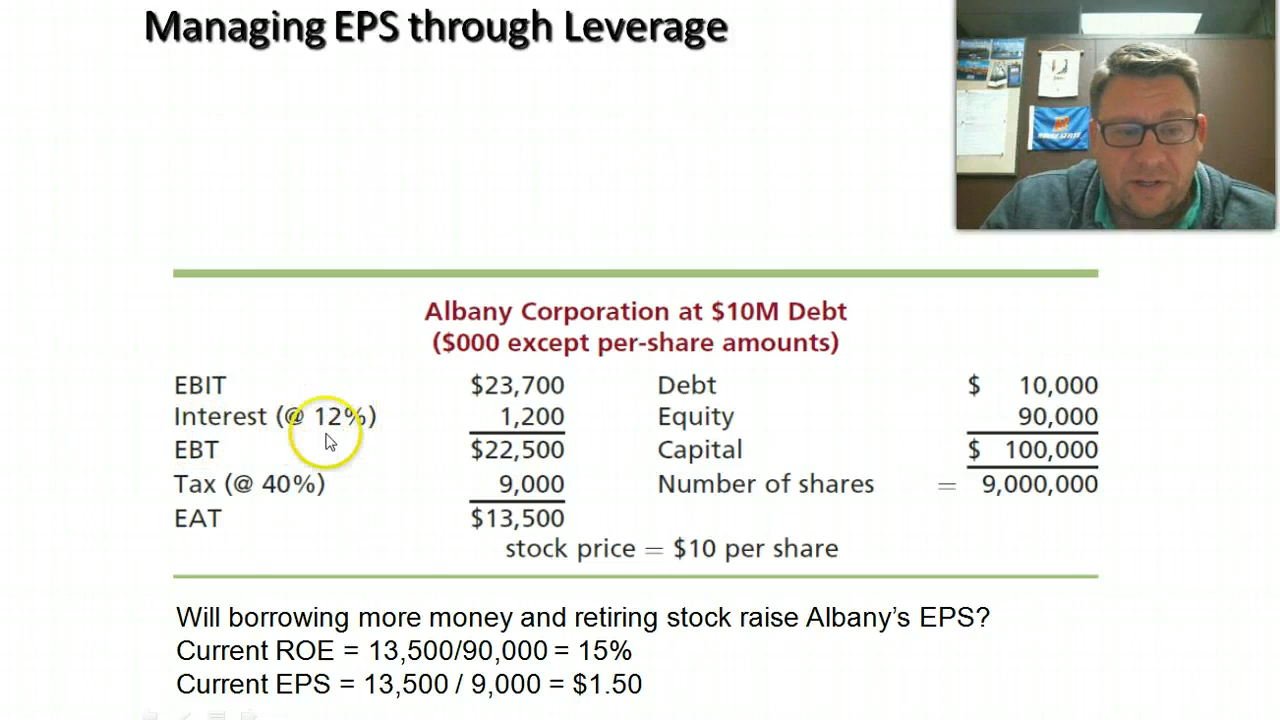 Managing EPS through Leverage
Albany Corporation at $10M Debt
($000 except per-share amounts)
EBIT $23,700 Debt $ 10,000
Interest (@ 12%) 1,200 Equity 90,000
EBT $22,500 Capital $ 100,000
Tax (@ 40%) 9,000 Number of shares = 9,000,000
EAT $13,500
stock price = $10 per share
Will borrowing more money and retiring stock raise Albany's EPS?
Current ROE = 13,500/90,000 = 15%
Current EPS = 13,500 / 9,000 = $1.50